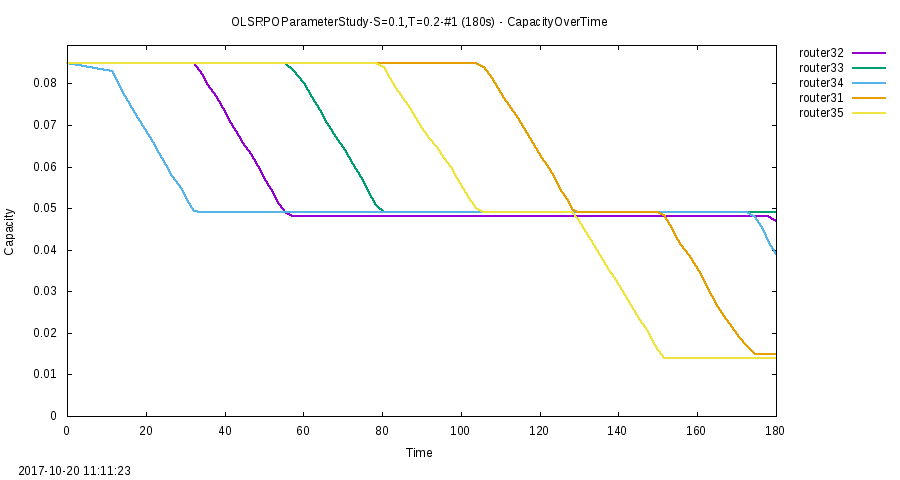 OLSRPOParameterStudy-S=0.1,T=0.2-#1 (180s) - CapacityOverTime
router32
router33
router34
router31
router35
0.08
0.07
0.06
0.05
0.04
0.03
0.02
0.01
0
Capacity
0 20 40 60 80 100 120 140 160 180
Time
2017-10-20 11:11:23